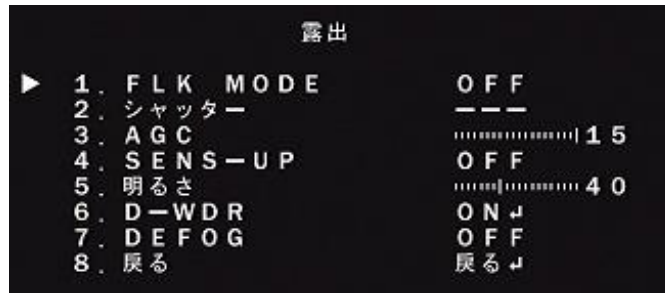 露出
▶ 1. FLK MODE OFF
2. シャッター ---
3. AGC 15
4. SENS-UP OFF
5. 明るさ 40
6. D-WDR ON↲
7. DEFOG OFF
8. 戻る 戻る↲